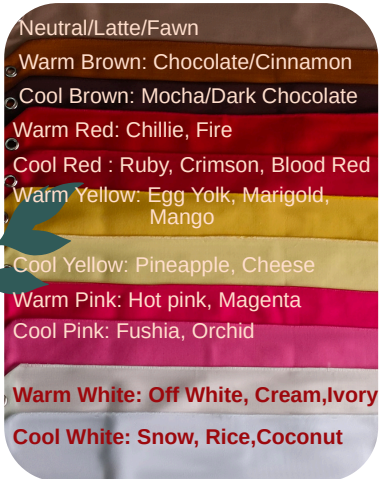 Neutral/Latte/Fawn
Warm Brown: Chocolate/Cinnamon
Cool Brown: Mocha/Dark Chocolate
Warm Red: Chillie, Fire
Cool Red : Ruby, Crimson, Blood Red
Warm Yellow: Egg Yolk, Marigold,
Mango
Cool Yellow: Pineapple, Cheese
Warm Pink: Hot pink, Magenta
Cool Pink: Fushia, Orchid
Warm White: Off White, Cream,Ivory
Cool White: Snow, Rice,Coconut